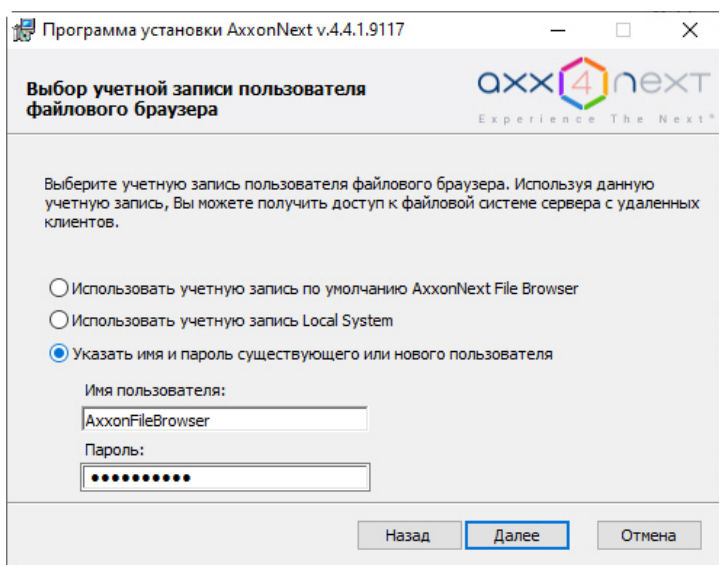 Программа установки AxxonNext v.4.4.1.9117
Выбор учетной записи пользователя
файлового браузера
axx4next
Experience The Next®
Выберите учетную запись пользователя файлового браузера. Используя данную
учетную запись, Вы можете получить доступ к файловой системе сервера с удаленных
клиентов.
Использовать учетную запись по умолчанию AxxonNext File Browser
Использовать учетную запись Local System
Указать имя и пароль существующего или нового пользователя
Имя пользователя:
AxxonFileBrowser
Пароль:
••••••••••
Назад Далее Отмена